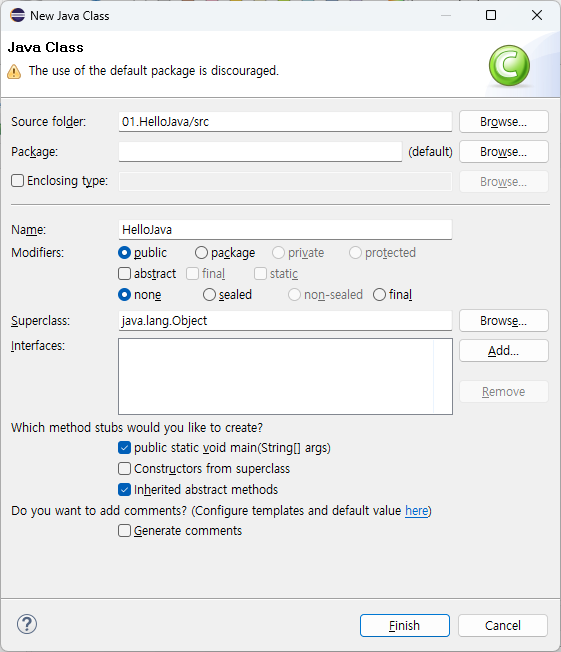 New Java Class
Java Class
The use of the default package is discouraged.
Source folder: 01.HelloJava/src Browse...
Package: (default) Browse...
Enclosing type: Browse...
Name: HelloJava
Modifiers: public package private protected
abstract final static
none sealed non-sealed final
Superclass: java.lang.Object Browse...
Interfaces: Add...
Remove
Which method stubs would you like to create?
public static void main(String[] args)
Constructors from superclass
Inherited abstract methods
Do you want to add comments? (Configure templates and default value here)
Generate comments
? Finish Cancel